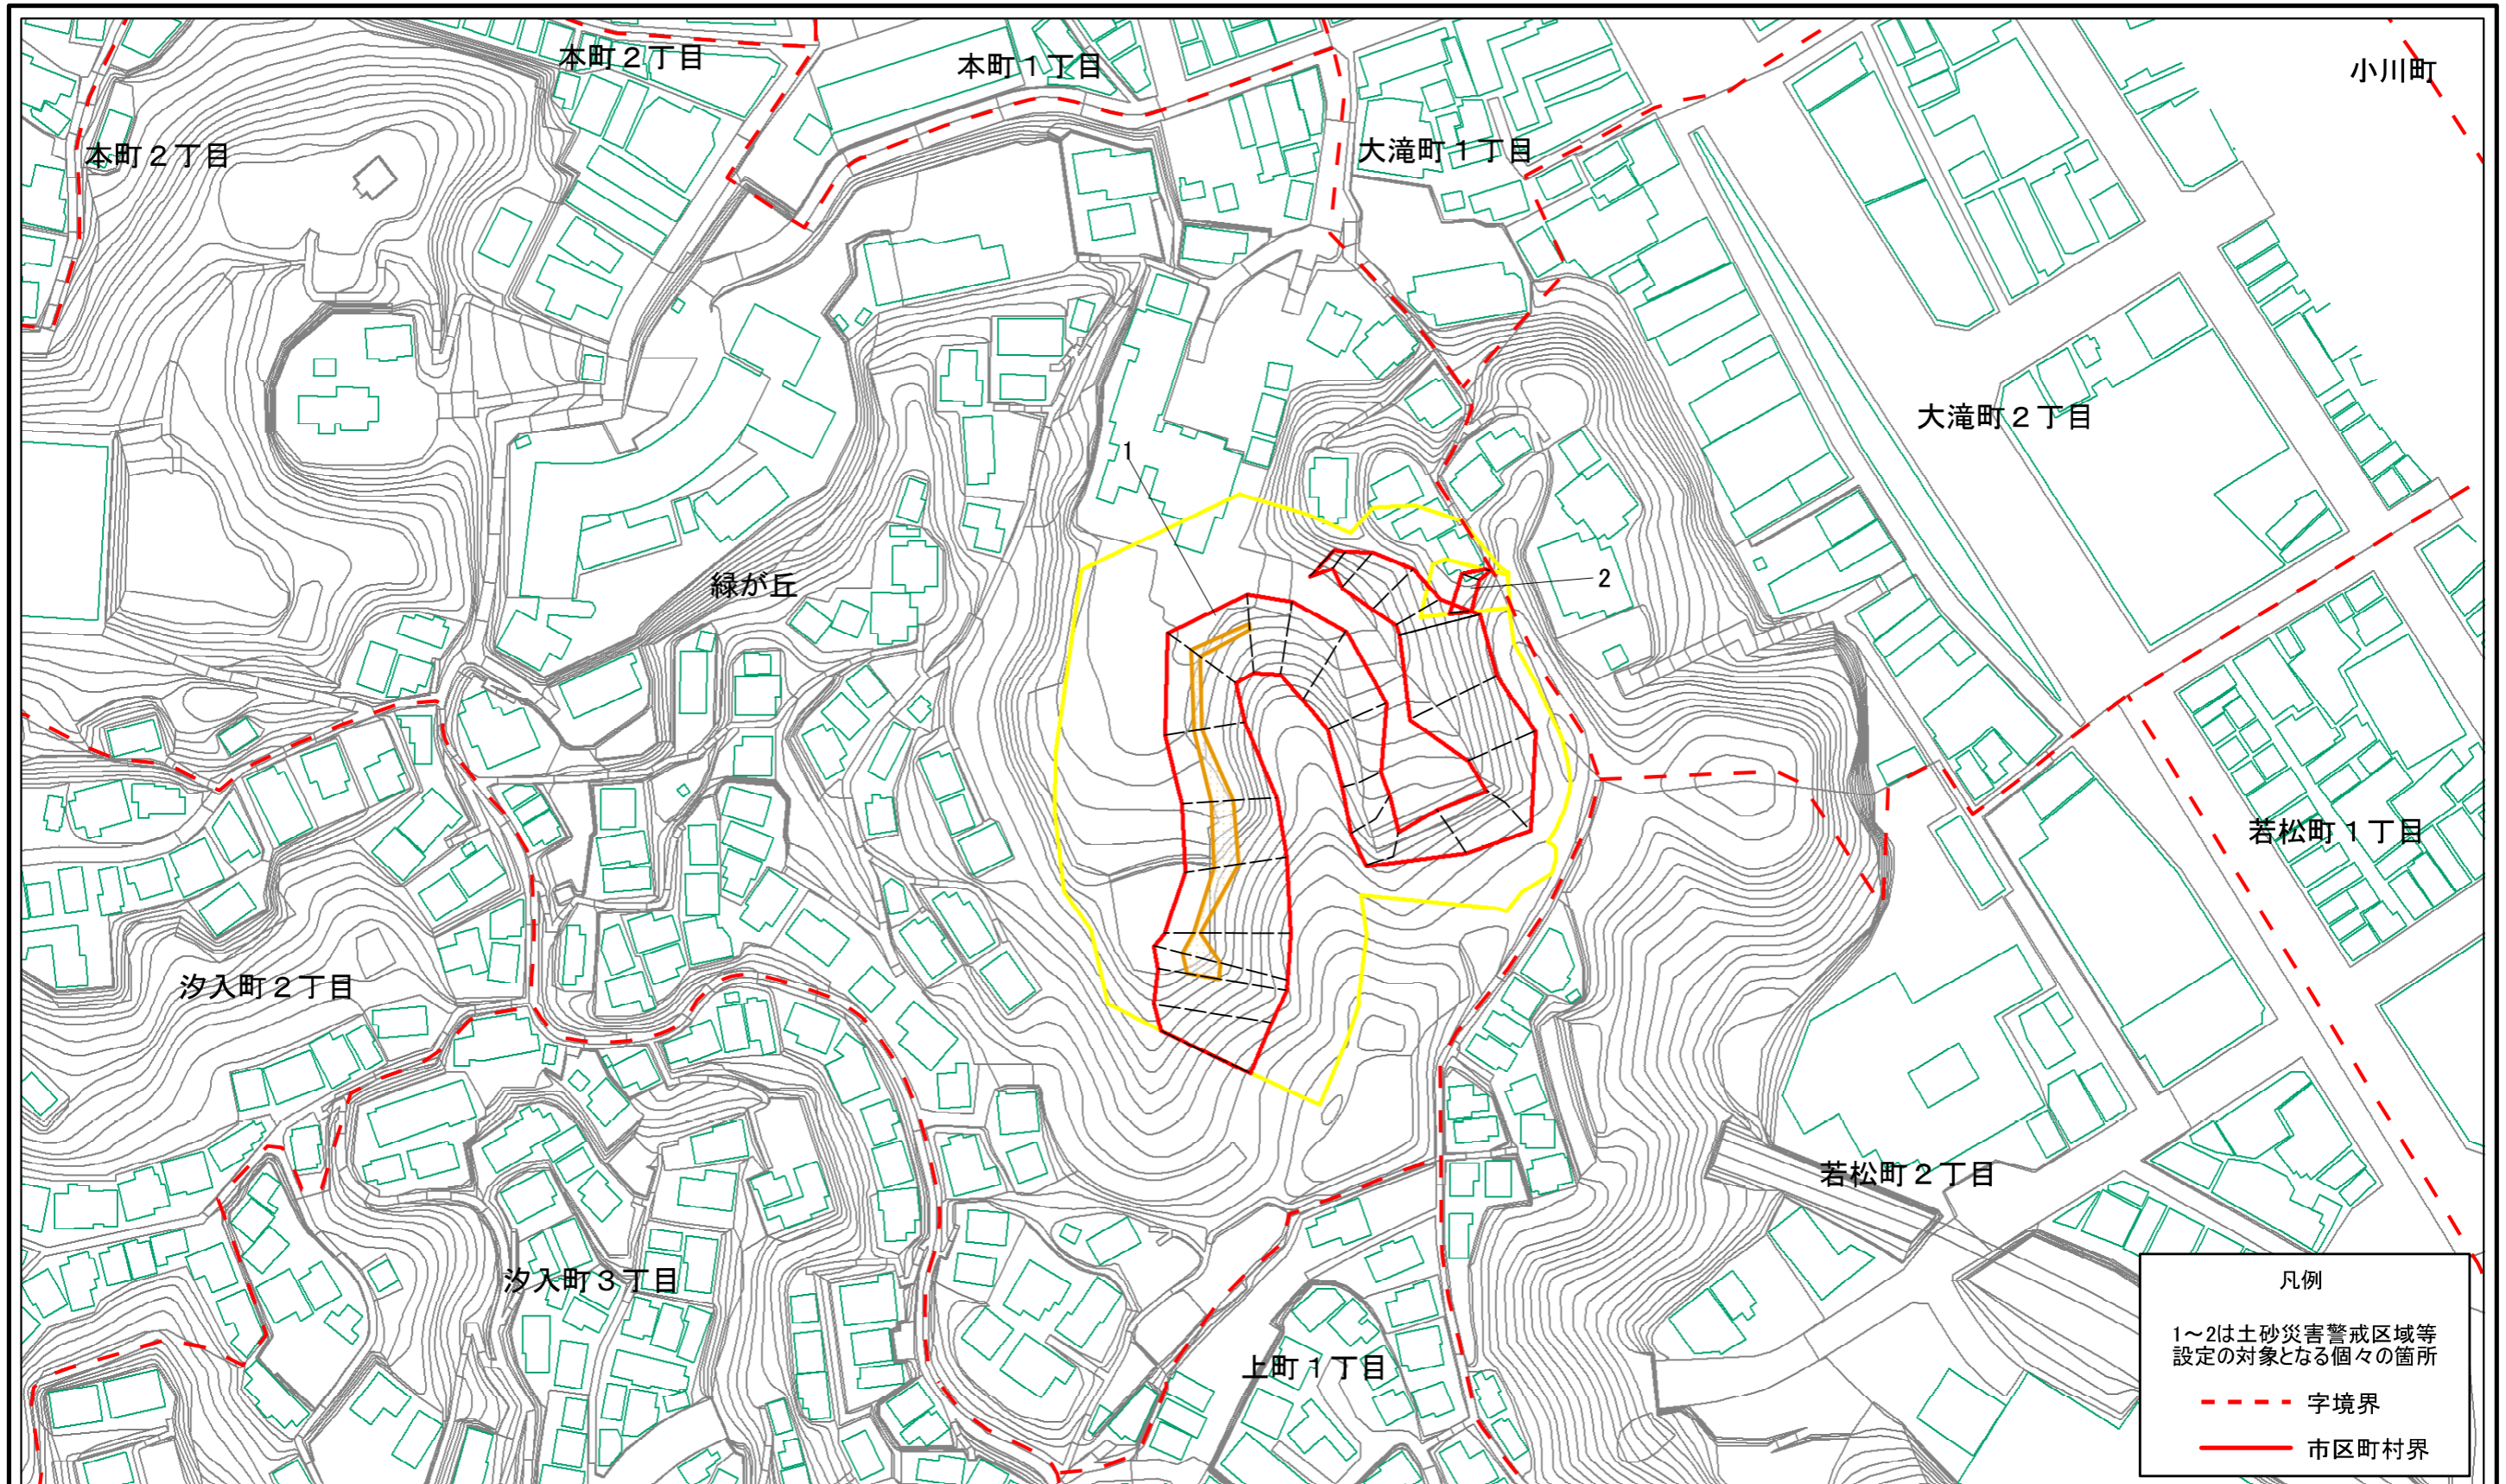 本町２丁目
本町１丁目
小川町
本町２丁目
大滝町１丁目
大滝町２丁目
1
2
緑が丘
若松町１丁目
汐入町２丁目
若松町２丁目
汐入町３丁目
上町１丁目
凡例
1～2は土砂災害警戒区域等
設定の対象となる個々の箇所
字境界
市区町村界